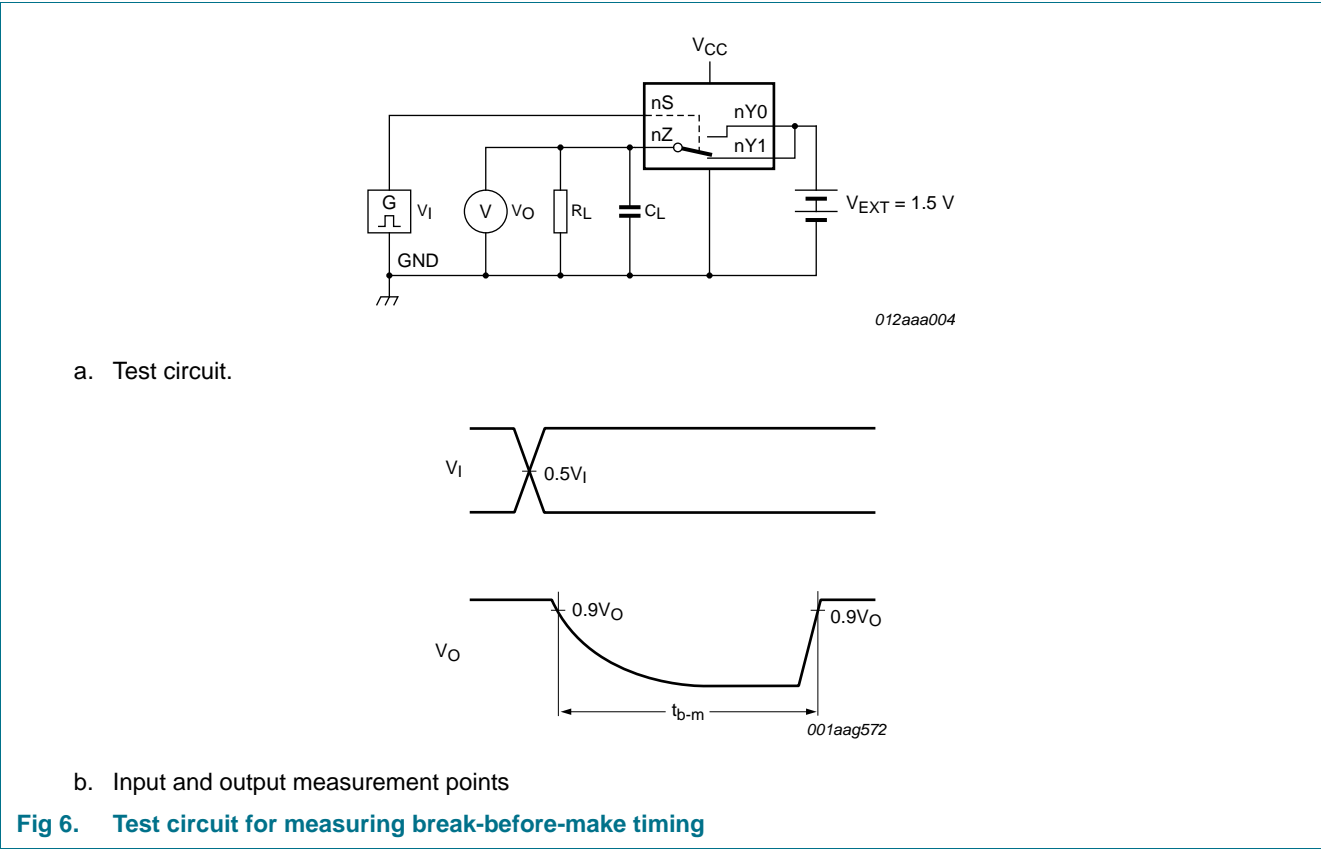 VCC
nS
nY0
nZ
nY1
G
VI
V
VO
RL
CL
VEXT = 1.5 V
GND
012aaa004
a. Test circuit.
VI
0.5VI
0.9VO
0.9VO
VO
tb-m
001aag572
b. Input and output measurement points
Fig 6. Test circuit for measuring break-before-make timing